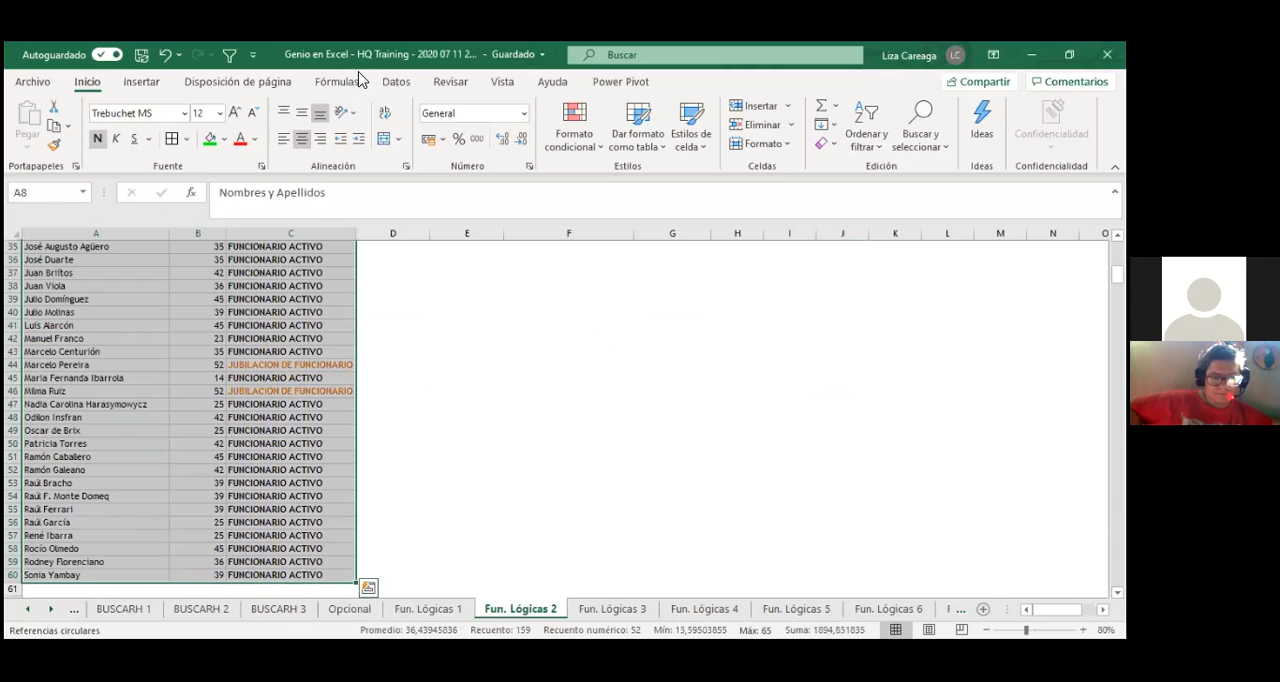 Autoguardado
Genio en Excel - HQ Training - 2020 07 11 2... - Guardado
Buscar
Liza Careaga LC
Archivo Inicio Insertar Disposición de página Fórmulas Datos Revisar Vista Ayuda Power Pivot Compartir Comentarios
Pegar
Trebuchet MS 12
N K S
General
% 000
Formato condicional
Dar formato como tabla
Estilos de celda
Insertar
Eliminar
Formato
Ordenar y filtrar
Buscar y seleccionar
Ideas
Confidencialidad
Portapapeles Fuente Alineación Número Estilos Celdas Edición Ideas Confidencialidad
A8 fx Nombres y Apellidos
A B C D E F G H I J K L M N O
35 José Augusto Agüero 35 FUNCIONARIO ACTIVO
36 José Duarte 35 FUNCIONARIO ACTIVO
37 Juan Briítos 42 FUNCIONARIO ACTIVO
38 Juan Viola 36 FUNCIONARIO ACTIVO
39 Julio Domínguez 45 FUNCIONARIO ACTIVO
40 Julio Molinas 39 FUNCIONARIO ACTIVO
41 Luís Alarcón 45 FUNCIONARIO ACTIVO
42 Manuel Franco 23 FUNCIONARIO ACTIVO
43 Marcelo Centurión 35 FUNCIONARIO ACTIVO
44 Marcelo Pereira 52 JUBILACION DE FUNCIONARIO
45 Maria Fernanda Ibarrola 14 FUNCIONARIO ACTIVO
46 Milma Ruiz 52 JUBILACION DE FUNCIONARIO
47 Nadia Carolina Harasymowycz 25 FUNCIONARIO ACTIVO
48 Odilon Insfran 42 FUNCIONARIO ACTIVO
49 Oscar de Brix 25 FUNCIONARIO ACTIVO
50 Patricia Torres 42 FUNCIONARIO ACTIVO
51 Ramón Caballero 45 FUNCIONARIO ACTIVO
52 Ramón Galeano 42 FUNCIONARIO ACTIVO
53 Raúl Bracho 39 FUNCIONARIO ACTIVO
54 Raúl F. Monte Domeq 39 FUNCIONARIO ACTIVO
55 Raúl Ferrari 39 FUNCIONARIO ACTIVO
56 Raúl García 25 FUNCIONARIO ACTIVO
57 René Ibarra 25 FUNCIONARIO ACTIVO
58 Rocío Olmedo 45 FUNCIONARIO ACTIVO
59 Rodney Florenciano 36 FUNCIONARIO ACTIVO
60 Sonia Yambay 39 FUNCIONARIO ACTIVO
61
... BUSCARH 1 BUSCARH 2 BUSCARH 3 Opcional Fun. Lógicas 1 Fun. Lógicas 2 Fun. Lógicas 3 Fun. Lógicas 4 Fun. Lógicas 5 Fun. Lógicas 6 ...
Referencias circulares Promedio: 36,43945836 Recuento: 159 Recuento numérico: 52 Mín: 13,59503855 Máx: 65 Suma: 1894,851835 80%